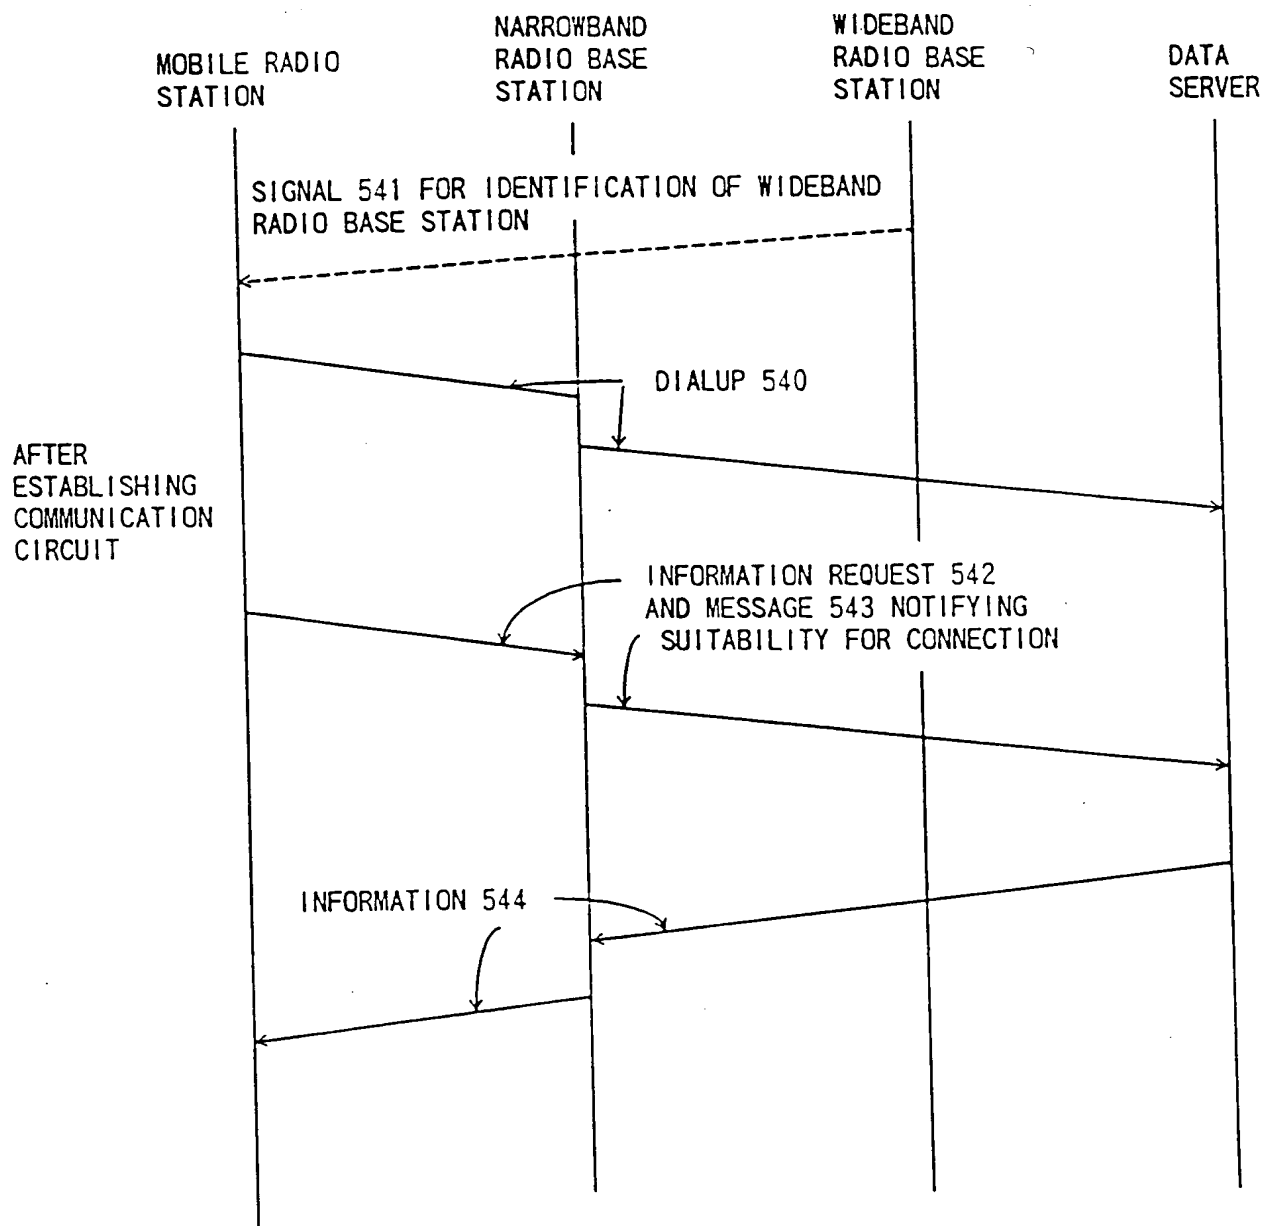 MOBILE RADIO
STATION
NARROWBAND
RADIO BASE
STATION
WIDEBAND
RADIO BASE
STATION
DATA
SERVER
SIGNAL 541 FOR IDENTIFICATION OF WIDEBAND
RADIO BASE STATION
DIALUP 540
AFTER
ESTABLISHING
COMMUNICATION
CIRCUIT
INFORMATION REQUEST 542
AND MESSAGE 543 NOTIFYING
SUITABILITY FOR CONNECTION
INFORMATION 544